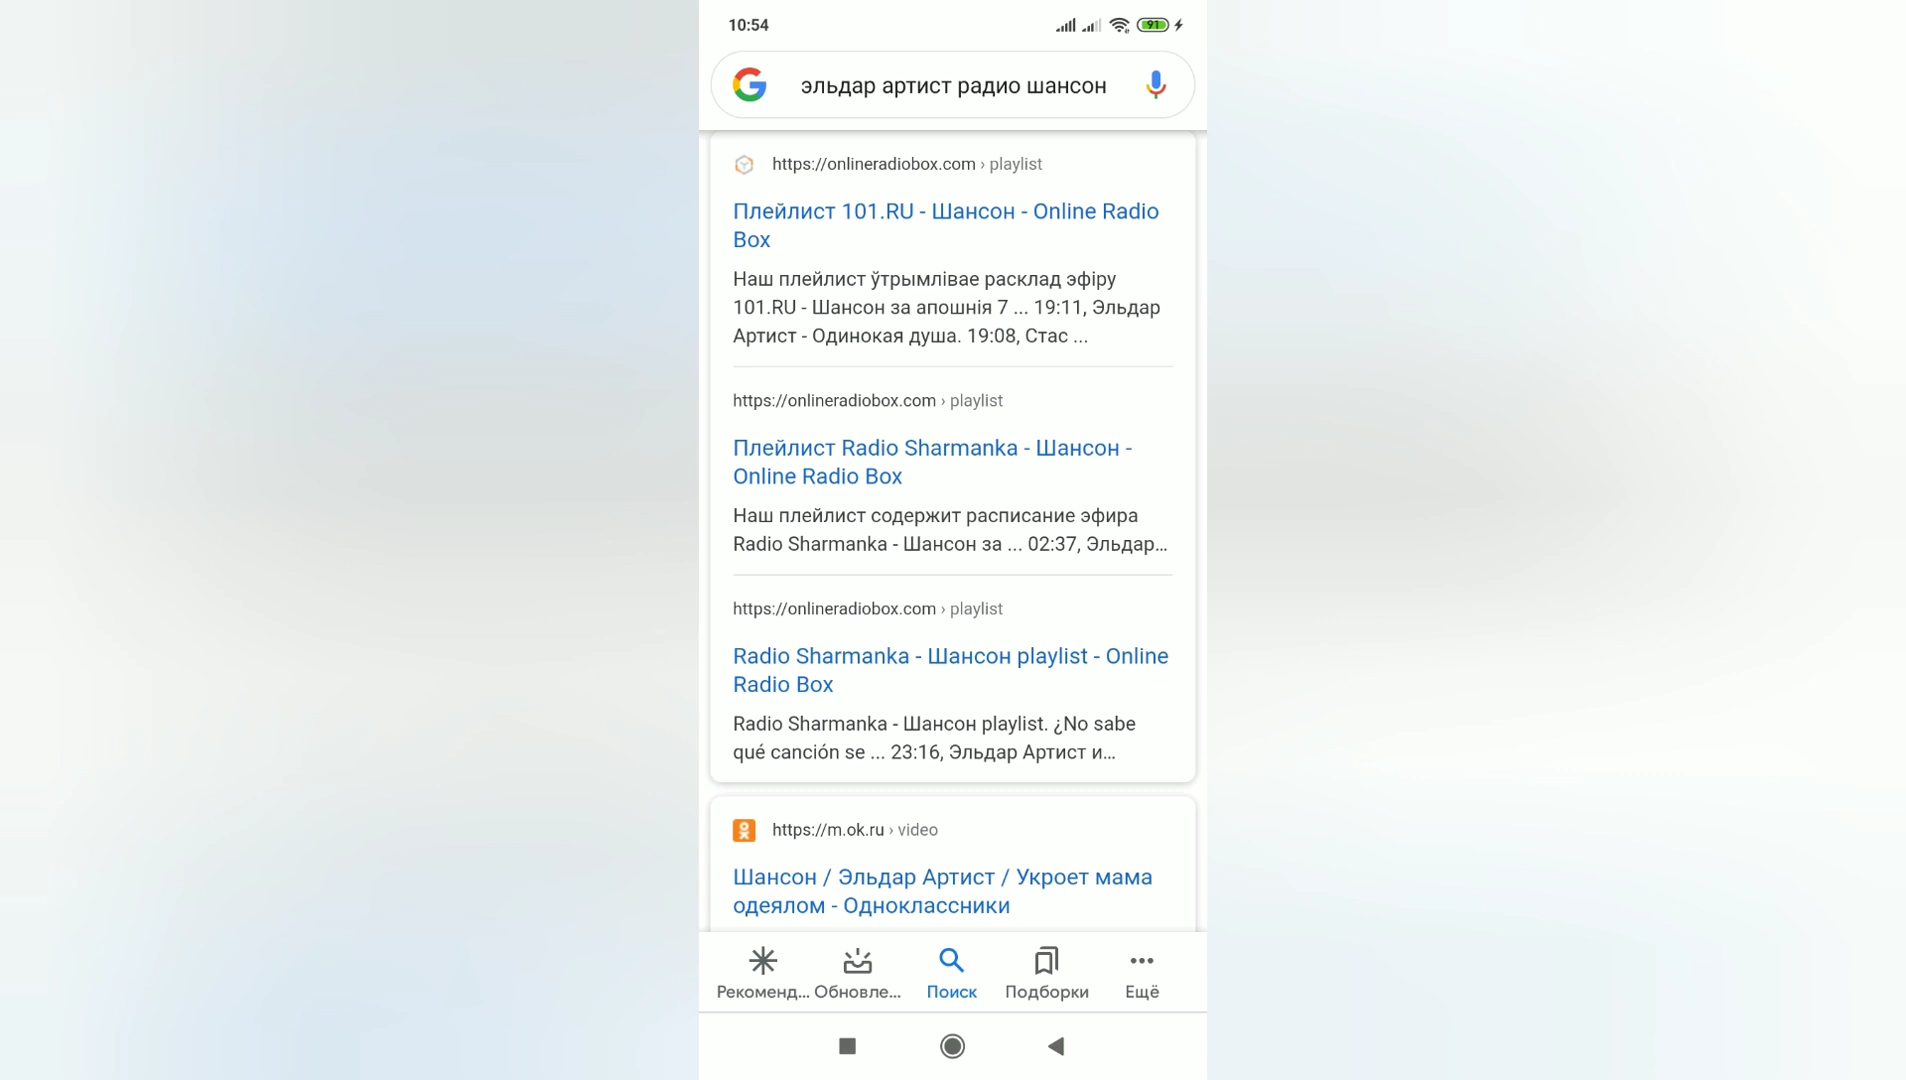 10:54
91
эльдар артист радио шансон
https://onlineradiobox.com › playlist
Плейлист 101.RU - Шансон - Online Radio
Box
Наш плейлист ўтрымлівае расклад эфіру
101.RU - Шансон за апошнія 7 ... 19:11, Эльдар
Артист - Одинокая душа. 19:08, Стас ...
https://onlineradiobox.com › playlist
Плейлист Radio Sharmanka - Шансон -
Online Radio Box
Наш плейлист содержит расписание эфира
Radio Sharmanka - Шансон за ... 02:37, Эльдар...
https://onlineradiobox.com › playlist
Radio Sharmanka - Шансон playlist - Online
Radio Box
Radio Sharmanka - Шансон playlist. ¿No sabe
qué canción se ... 23:16, Эльдар Артист и...
https://m.ok.ru › video
Шансон / Эльдар Артист / Укроет мама
одеялом - Одноклассники
Рекоменд... Обновле... Поиск Подборки Ещё